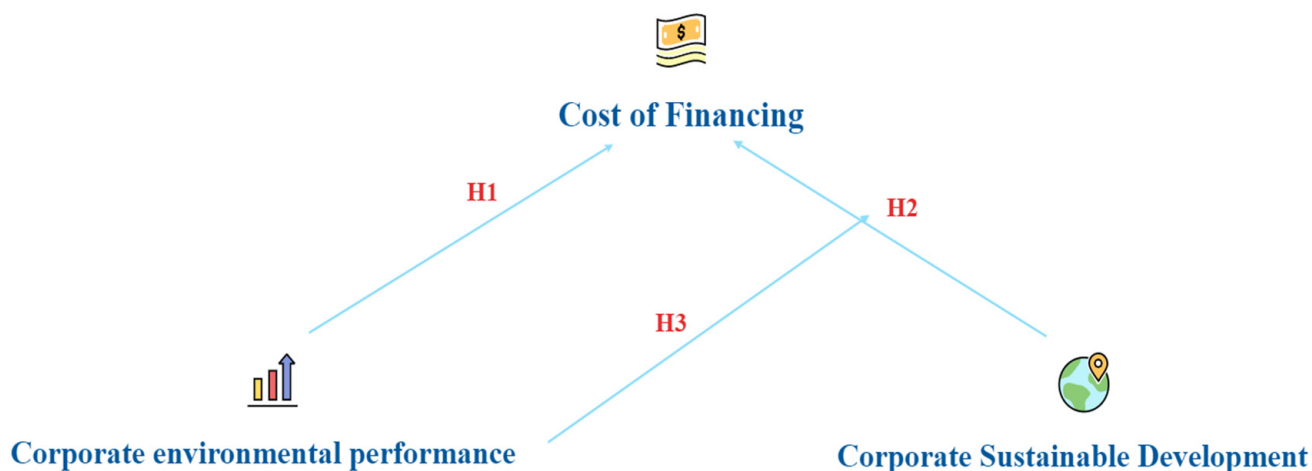 $
Cost of Financing
H1
H2
H3
Corporate environmental performance
Corporate Sustainable Development